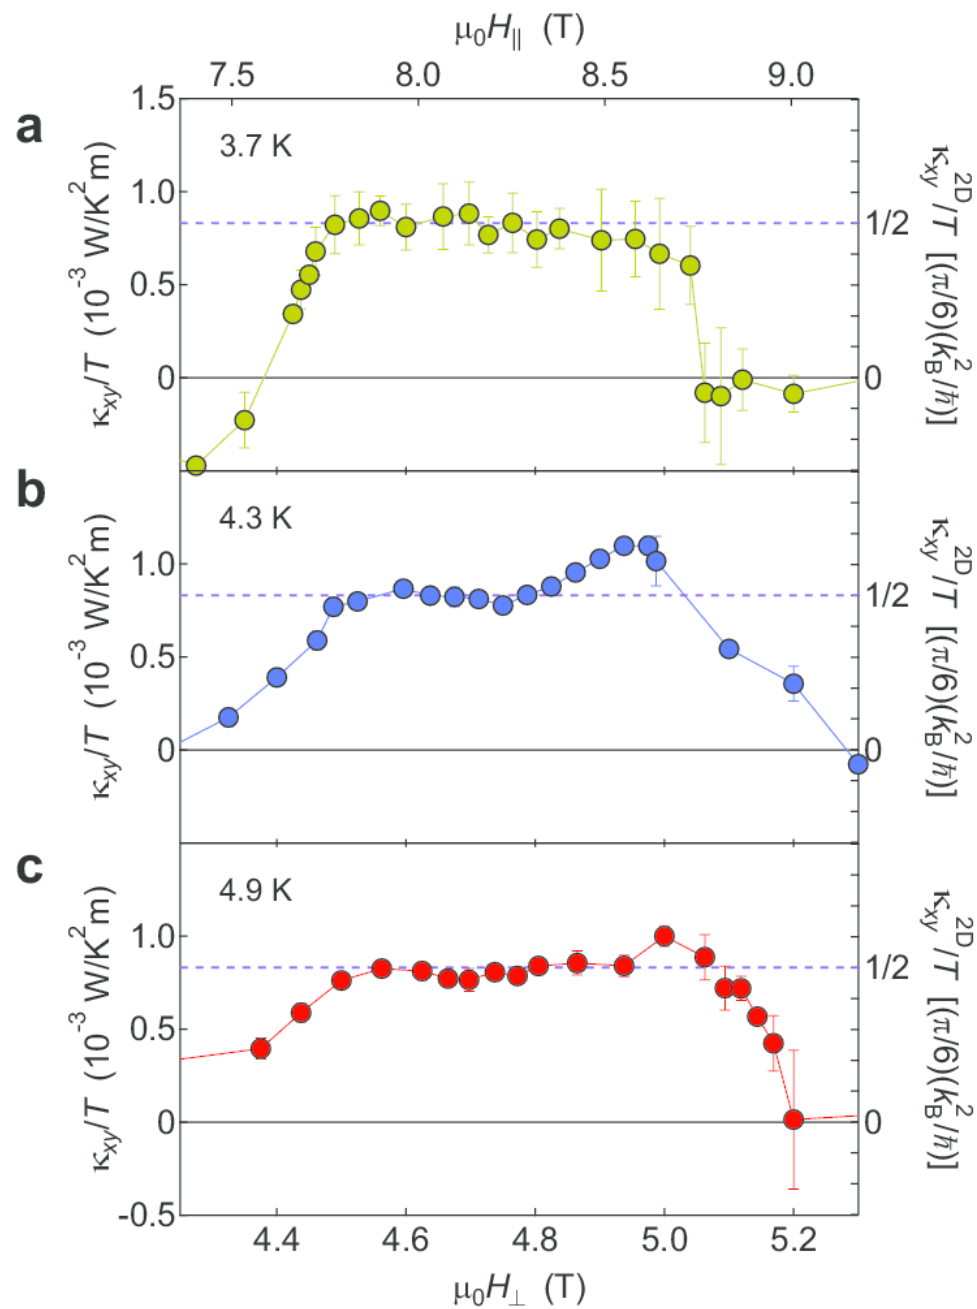 μ₀H∥ (T)
7.5 8.0 8.5 9.0
a
3.7 K
1.5
1.0
0.5
0
κxy/T (10⁻³ W/K²m)
1/2
0
κxy²ᴰ/T [(π/6)(kB²/ħ)]
b
4.3 K
1.0
0.5
0
κxy/T (10⁻³ W/K²m)
1/2
0
κxy²ᴰ/T [(π/6)(kB²/ħ)]
c
4.9 K
1.0
0.5
0
-0.5
κxy/T (10⁻³ W/K²m)
1/2
0
κxy²ᴰ/T [(π/6)(kB²/ħ)]
4.4 4.6 4.8 5.0 5.2
μ₀H⊥ (T)